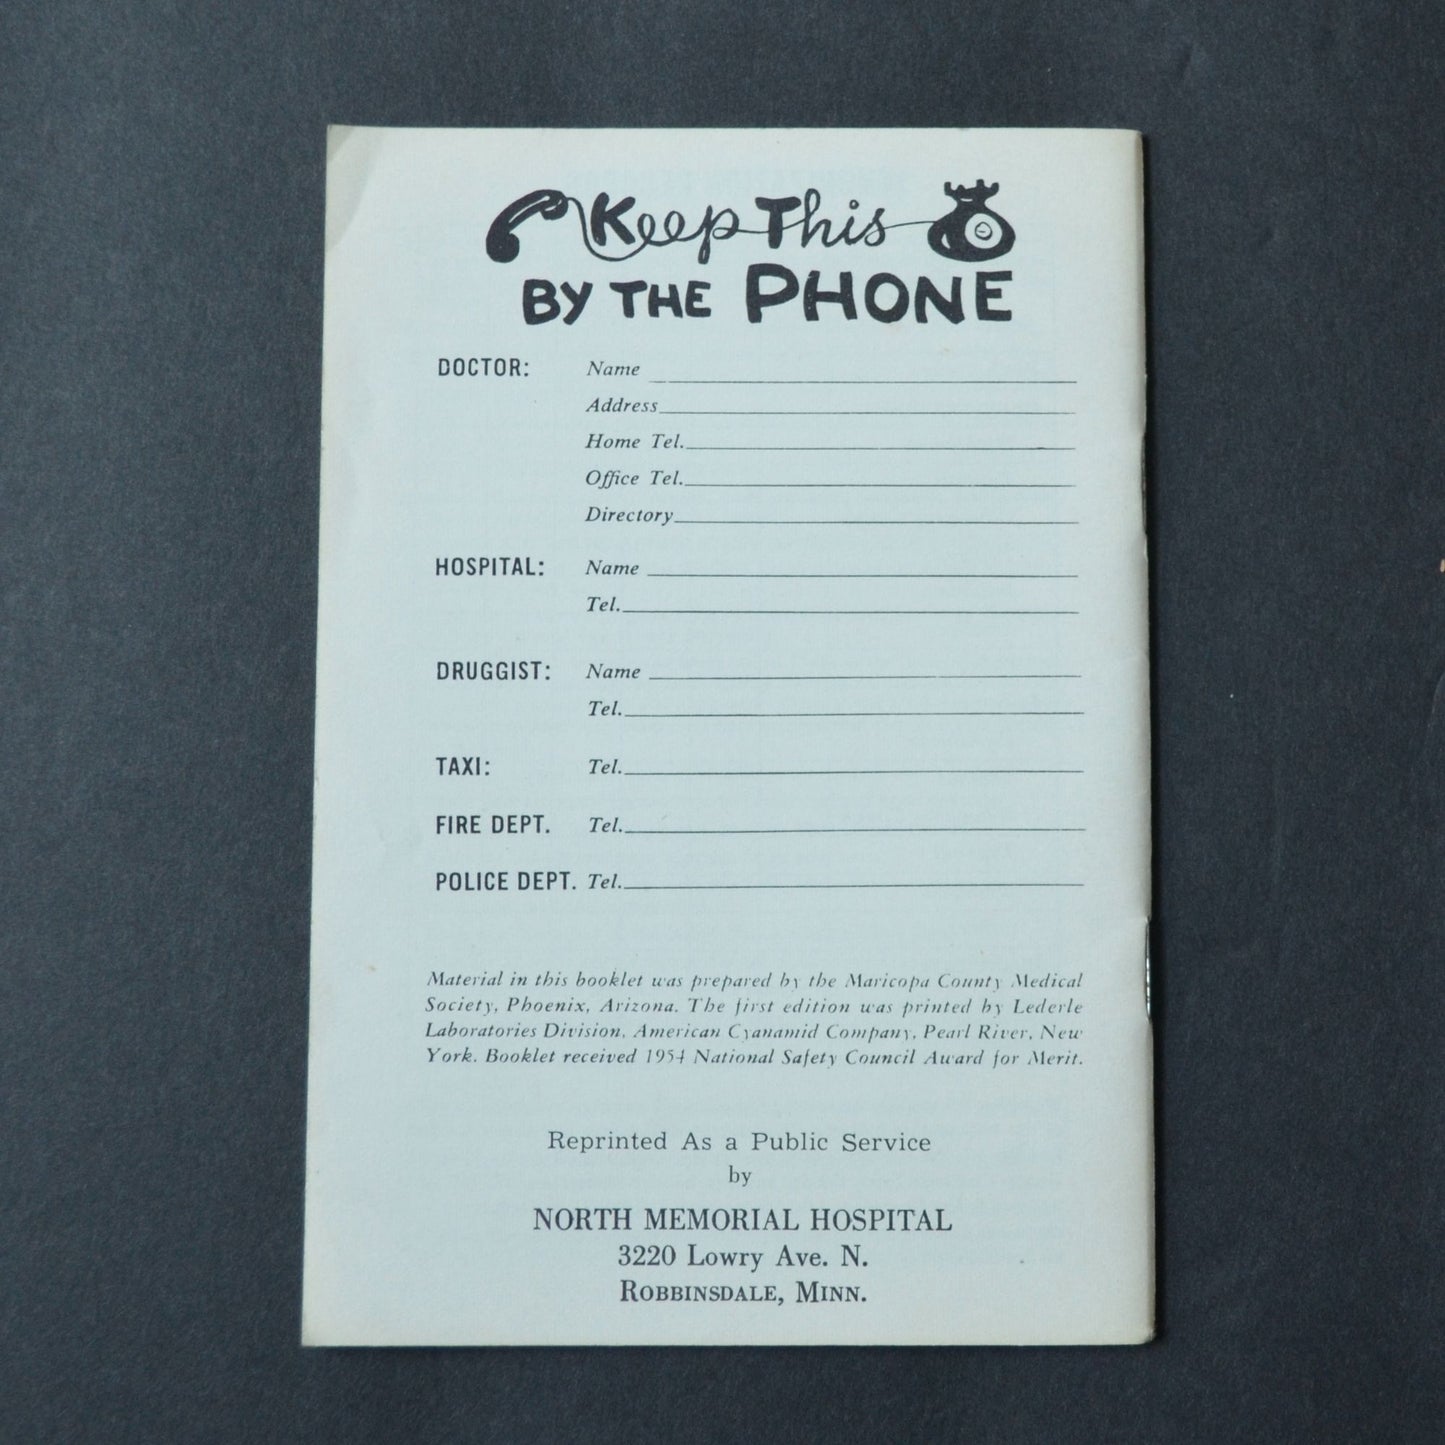 Keep This
BY THE PHONE
DOCTOR: Name
Address
Home Tel.
Office Tel.
Directory
HOSPITAL: Name
Tel.
DRUGGIST: Name
Tel.
TAXI: Tel.
FIRE DEPT. Tel.
POLICE DEPT. Tel.
Material in this booklet was prepared by the Maricopa County Medical
Society, Phoenix, Arizona. The first edition was printed by Lederle
Laboratories Division, American Cyanamid Company, Pearl River, New
York. Booklet received 1954 National Safety Council Award for Merit.
Reprinted As a Public Service
by
NORTH MEMORIAL HOSPITAL
3220 Lowry Ave. N.
ROBBINSDALE, MINN.